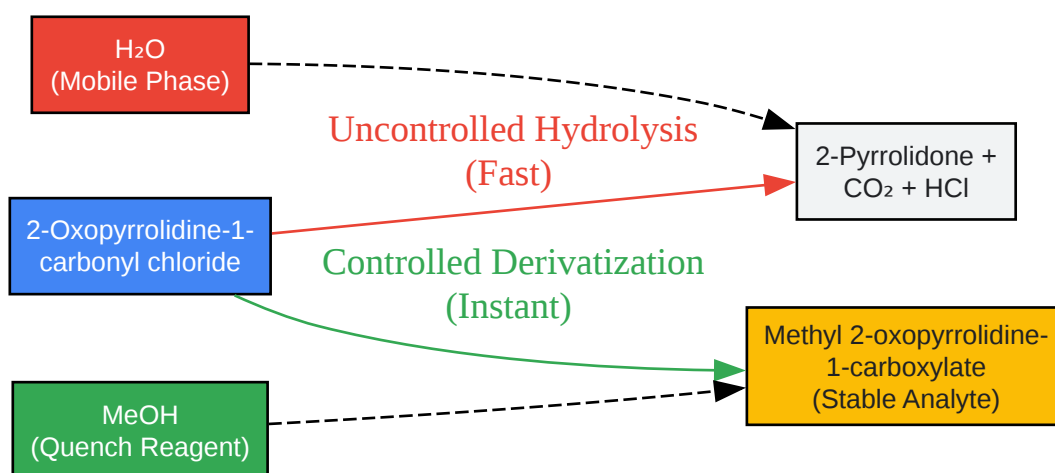 H₂O
(Mobile Phase)
Uncontrolled Hydrolysis
(Fast)
2-Pyrrolidone +
CO₂ + HCl
2-Oxopyrrolidine-1-
carbonyl chloride
Controlled Derivatization
(Instant)
Methyl 2-oxopyrrolidine-
1-carboxylate
(Stable Analyte)
MeOH
(Quench Reagent)